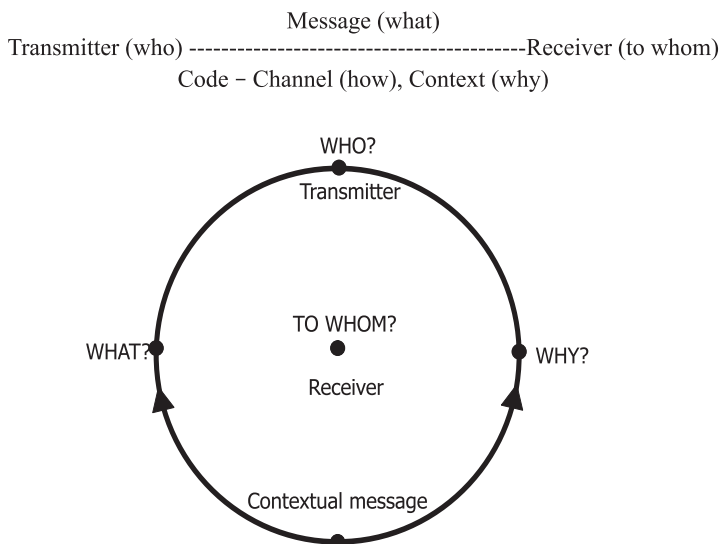 Message (what)
Transmitter (who) -------------------------------------------Receiver (to whom)
Code – Channel (how), Context (why)
WHO?
Transmitter
TO WHOM?
WHAT?
WHY?
Receiver
Contextual message